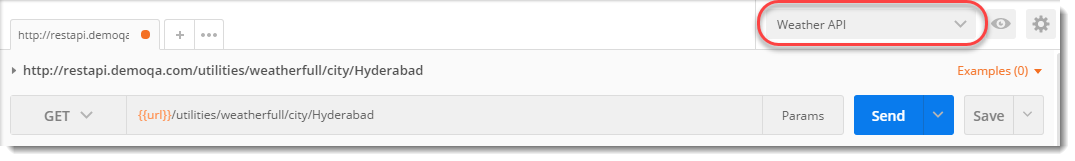 http://restapi.demoqa
+
Weather API
http://restapi.demoqa.com/utilities/weatherfull/city/Hyderabad
Examples (0)
GET {{url}}/utilities/weatherfull/city/Hyderabad Params Send Save